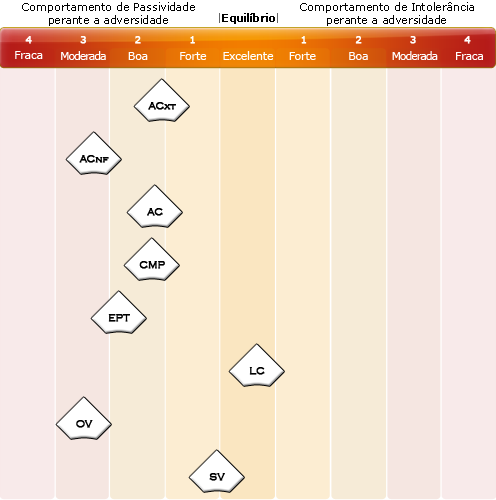 Comportamento de Passividade
perante a adversidade
|Equilíbrio|
Comportamento de Intolerância
perante a adversidade
4 3 2 1 1 2 3 4
Fraca Moderada Boa Forte Excelente Forte Boa Moderada Fraca
ACXT
ACNF
AC
CMP
EPT
LC
OV
SV